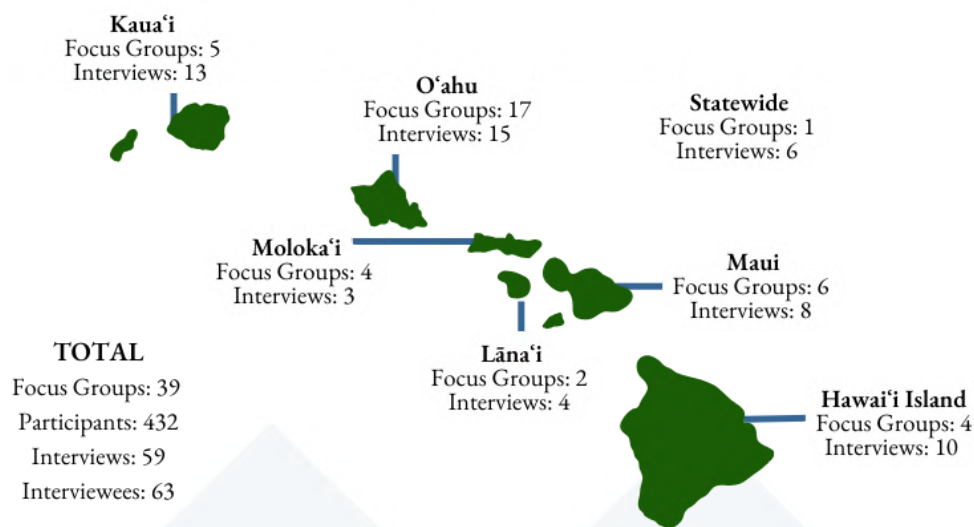 Kauaʻi
Focus Groups: 5
Interviews: 13
Oʻahu
Focus Groups: 17
Interviews: 15
Statewide
Focus Groups: 1
Interviews: 6
Molokaʻi
Focus Groups: 4
Interviews: 3
Maui
Focus Groups: 6
Interviews: 8
Lānaʻi
Focus Groups: 2
Interviews: 4
TOTAL
Focus Groups: 39
Participants: 432
Interviews: 59
Interviewees: 63
Hawaiʻi Island
Focus Groups: 4
Interviews: 10